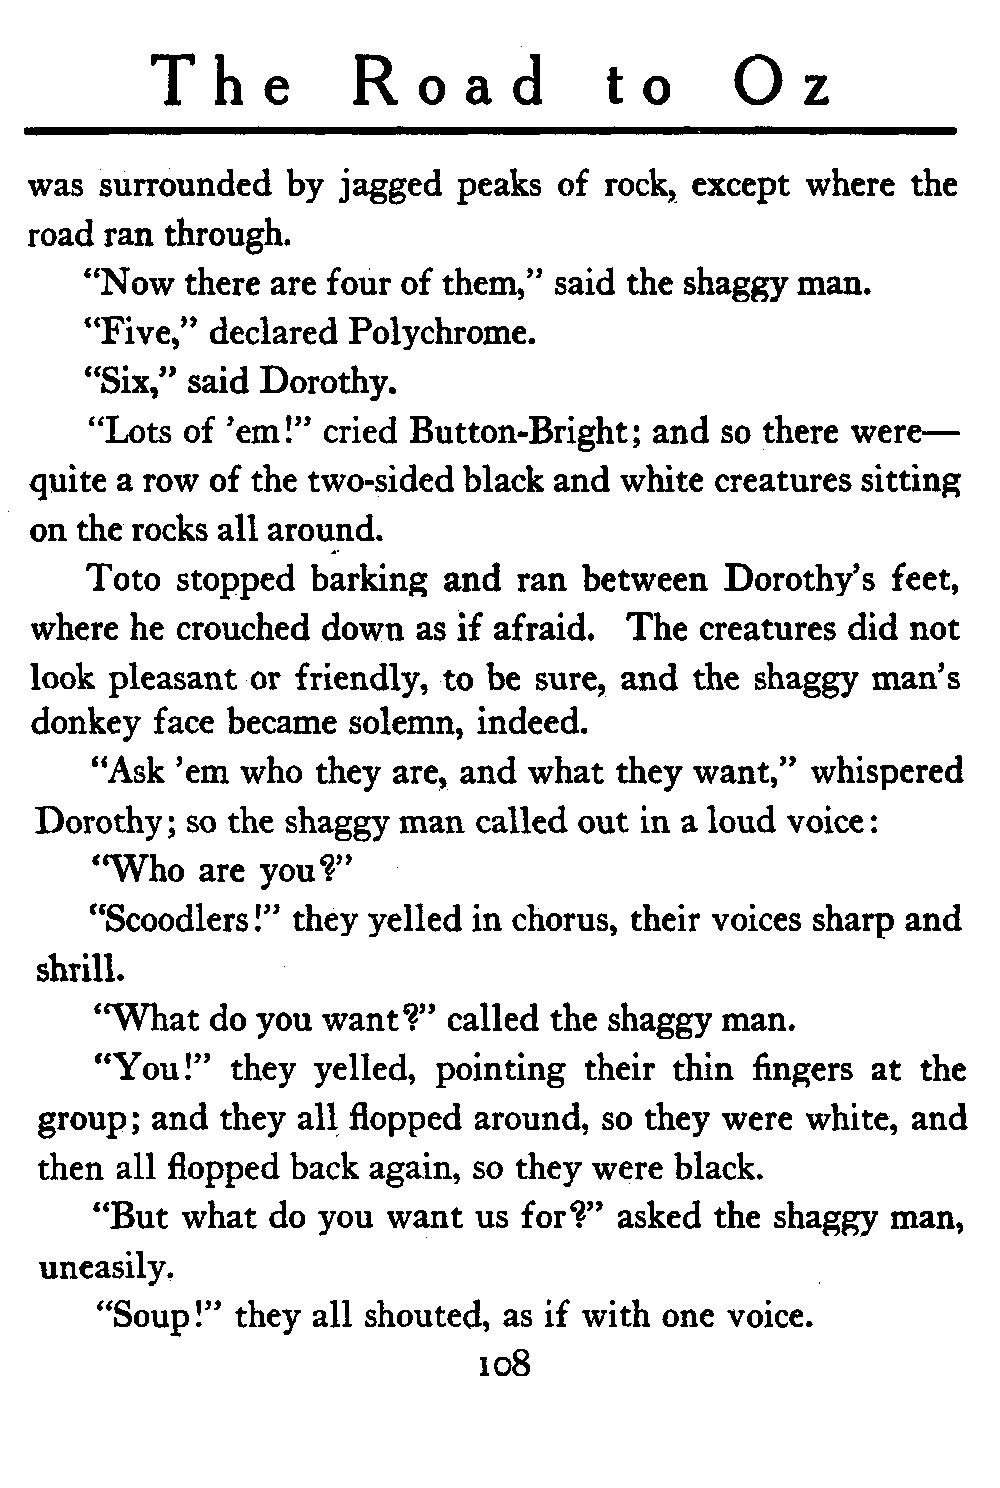 The Road to Oz
was surrounded by jagged peaks of rock, except where the
road ran through.
“Now there are four of them,” said the shaggy man.
“Five,” declared Polychrome.
“Six,” said Dorothy.
“Lots of ’em!” cried Button-Bright; and so there were—
quite a row of the two-sided black and white creatures sitting
on the rocks all around.
Toto stopped barking and ran between Dorothy’s feet,
where he crouched down as if afraid. The creatures did not
look pleasant or friendly, to be sure, and the shaggy man’s
donkey face became solemn, indeed.
“Ask ’em who they are, and what they want,” whispered
Dorothy; so the shaggy man called out in a loud voice:
“Who are you?”
“Scoodlers!” they yelled in chorus, their voices sharp and
shrill.
“What do you want?” called the shaggy man.
“You!” they yelled, pointing their thin fingers at the
group; and they all flopped around, so they were white, and
then all flopped back again, so they were black.
“But what do you want us for?” asked the shaggy man,
uneasily.
“Soup!” they all shouted, as if with one voice.
108